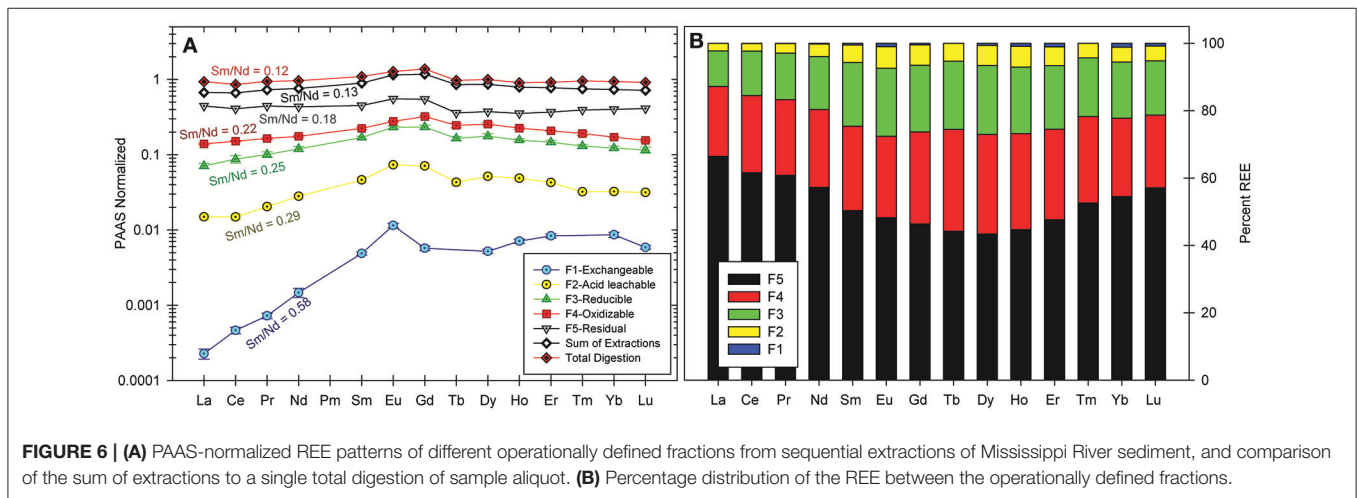 A
B
PAAS Normalized
1
0.1
0.01
0.001
0.0001
Sm/Nd = 0.12
Sm/Nd = 0.13
Sm/Nd = 0.18
Sm/Nd = 0.22
Sm/Nd = 0.25
Sm/Nd = 0.29
Sm/Nd = 0.58
F1-Exchangeable
F2-Acid leachable
F3-Reducible
F4-Oxidizable
F5-Residual
Sum of Extractions
Total Digestion
La Ce Pr Nd Pm Sm Eu Gd Tb Dy Ho Er Tm Yb Lu
F5
F4
F3
F2
F1
100
80
60
40
20
0
Percent REE
La Ce Pr Nd Sm Eu Gd Tb Dy Ho Er Tm Yb Lu
FIGURE 6 | (A) PAAS-normalized REE patterns of different operationally defined fractions from sequential extractions of Mississippi River sediment, and comparison
of the sum of extractions to a single total digestion of sample aliquot. (B) Percentage distribution of the REE between the operationally defined fractions.